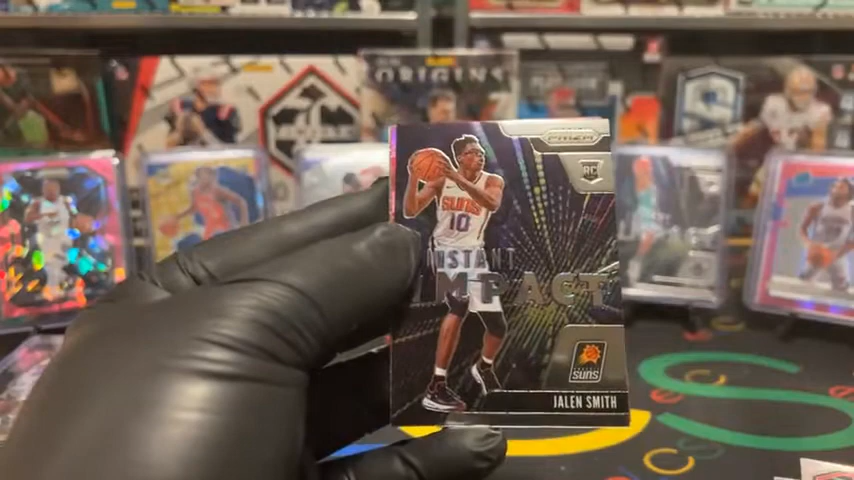 ORIGINS
PRIZM
RC
SUNS
10
INSTANT
IMPACT
SUNS
JALEN SMITH